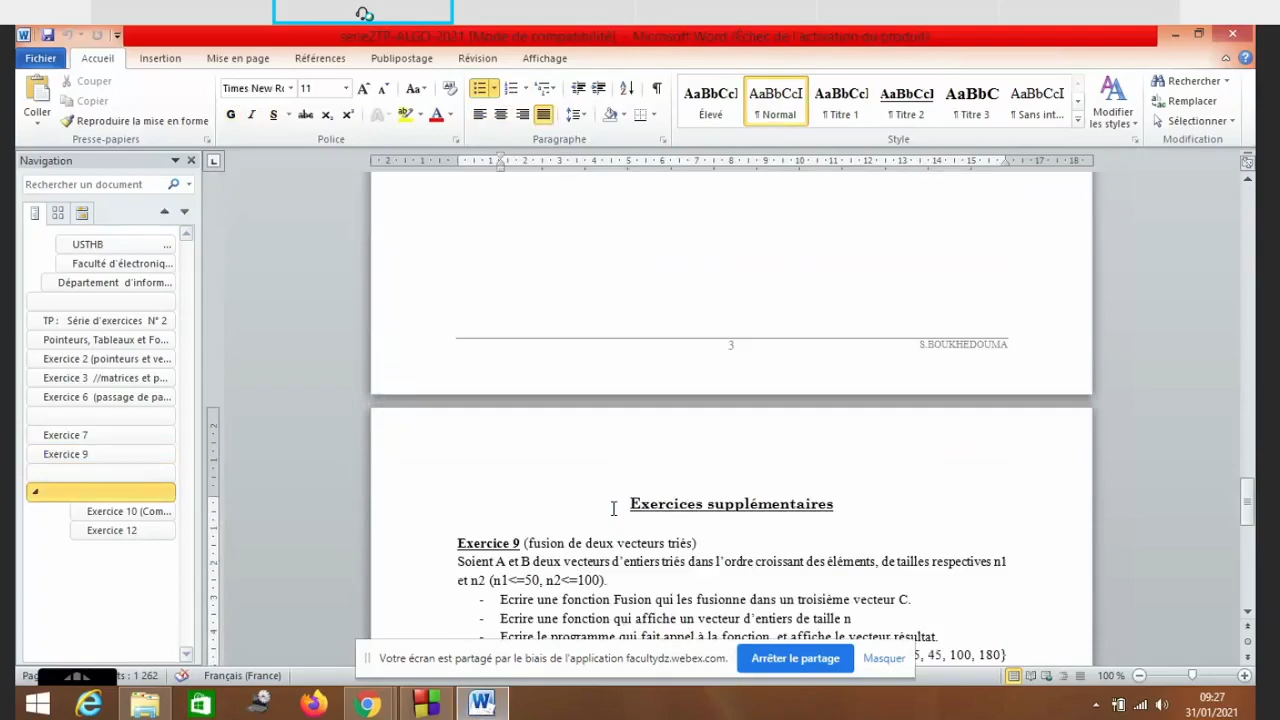 serie2TP-ALGO-2021 [Mode de compatibilité] - Microsoft Word (Échec de l'activation du produit)
Fichier Accueil Insertion Mise en page Références Publipostage Révision Affichage
Couper
Copier
Reproduire la mise en forme
Coller
Presse-papiers
Times New Ro 11
G I S abc
Police
Paragraphe
AaBbCcI AaBbCcI AaBbCcI AaBbCcI AaBbC AaBbCcI
Élevé ¶ Normal ¶ Titre 1 ¶ Titre 2 ¶ Titre 3 ¶ Sans int...
Style
Modifier les styles
Rechercher
Remplacer
Sélectionner
Modification
Navigation
Rechercher un document
USTHB ...
Faculté d'électroniq...
Département d'inform...
TP : Série d'exercices N° 2
Pointeurs, Tableaux et Fo...
Exercice 2 (pointeurs et ve...
Exercice 3 //matrices et p...
Exercice 6 (passage de pa...
Exercice 7
Exercice 9
Exercice 10 (Com...
Exercice 12
3
S.BOUKHEDOUMA
Exercices supplémentaires
Exercice 9 (fusion de deux vecteurs triés)
Soient A et B deux vecteurs d'entiers triés dans l'ordre croissant des éléments, de tailles respectives n1
et n2 (n1<=50, n2<=100).
- Ecrire une fonction Fusion qui les fusionne dans un troisième vecteur C.
- Ecrire une fonction qui affiche un vecteur d'entiers de taille n
- Ecrire le programme qui fait appel à la fonction, et affiche le vecteur résultat.
5, 45, 100, 180}
Votre écran est partagé par le biais de l'application facultydz.webex.com.
Arrêter le partage
Masquer
: 1 262 Français (France)
100 %
09:27
31/01/2021